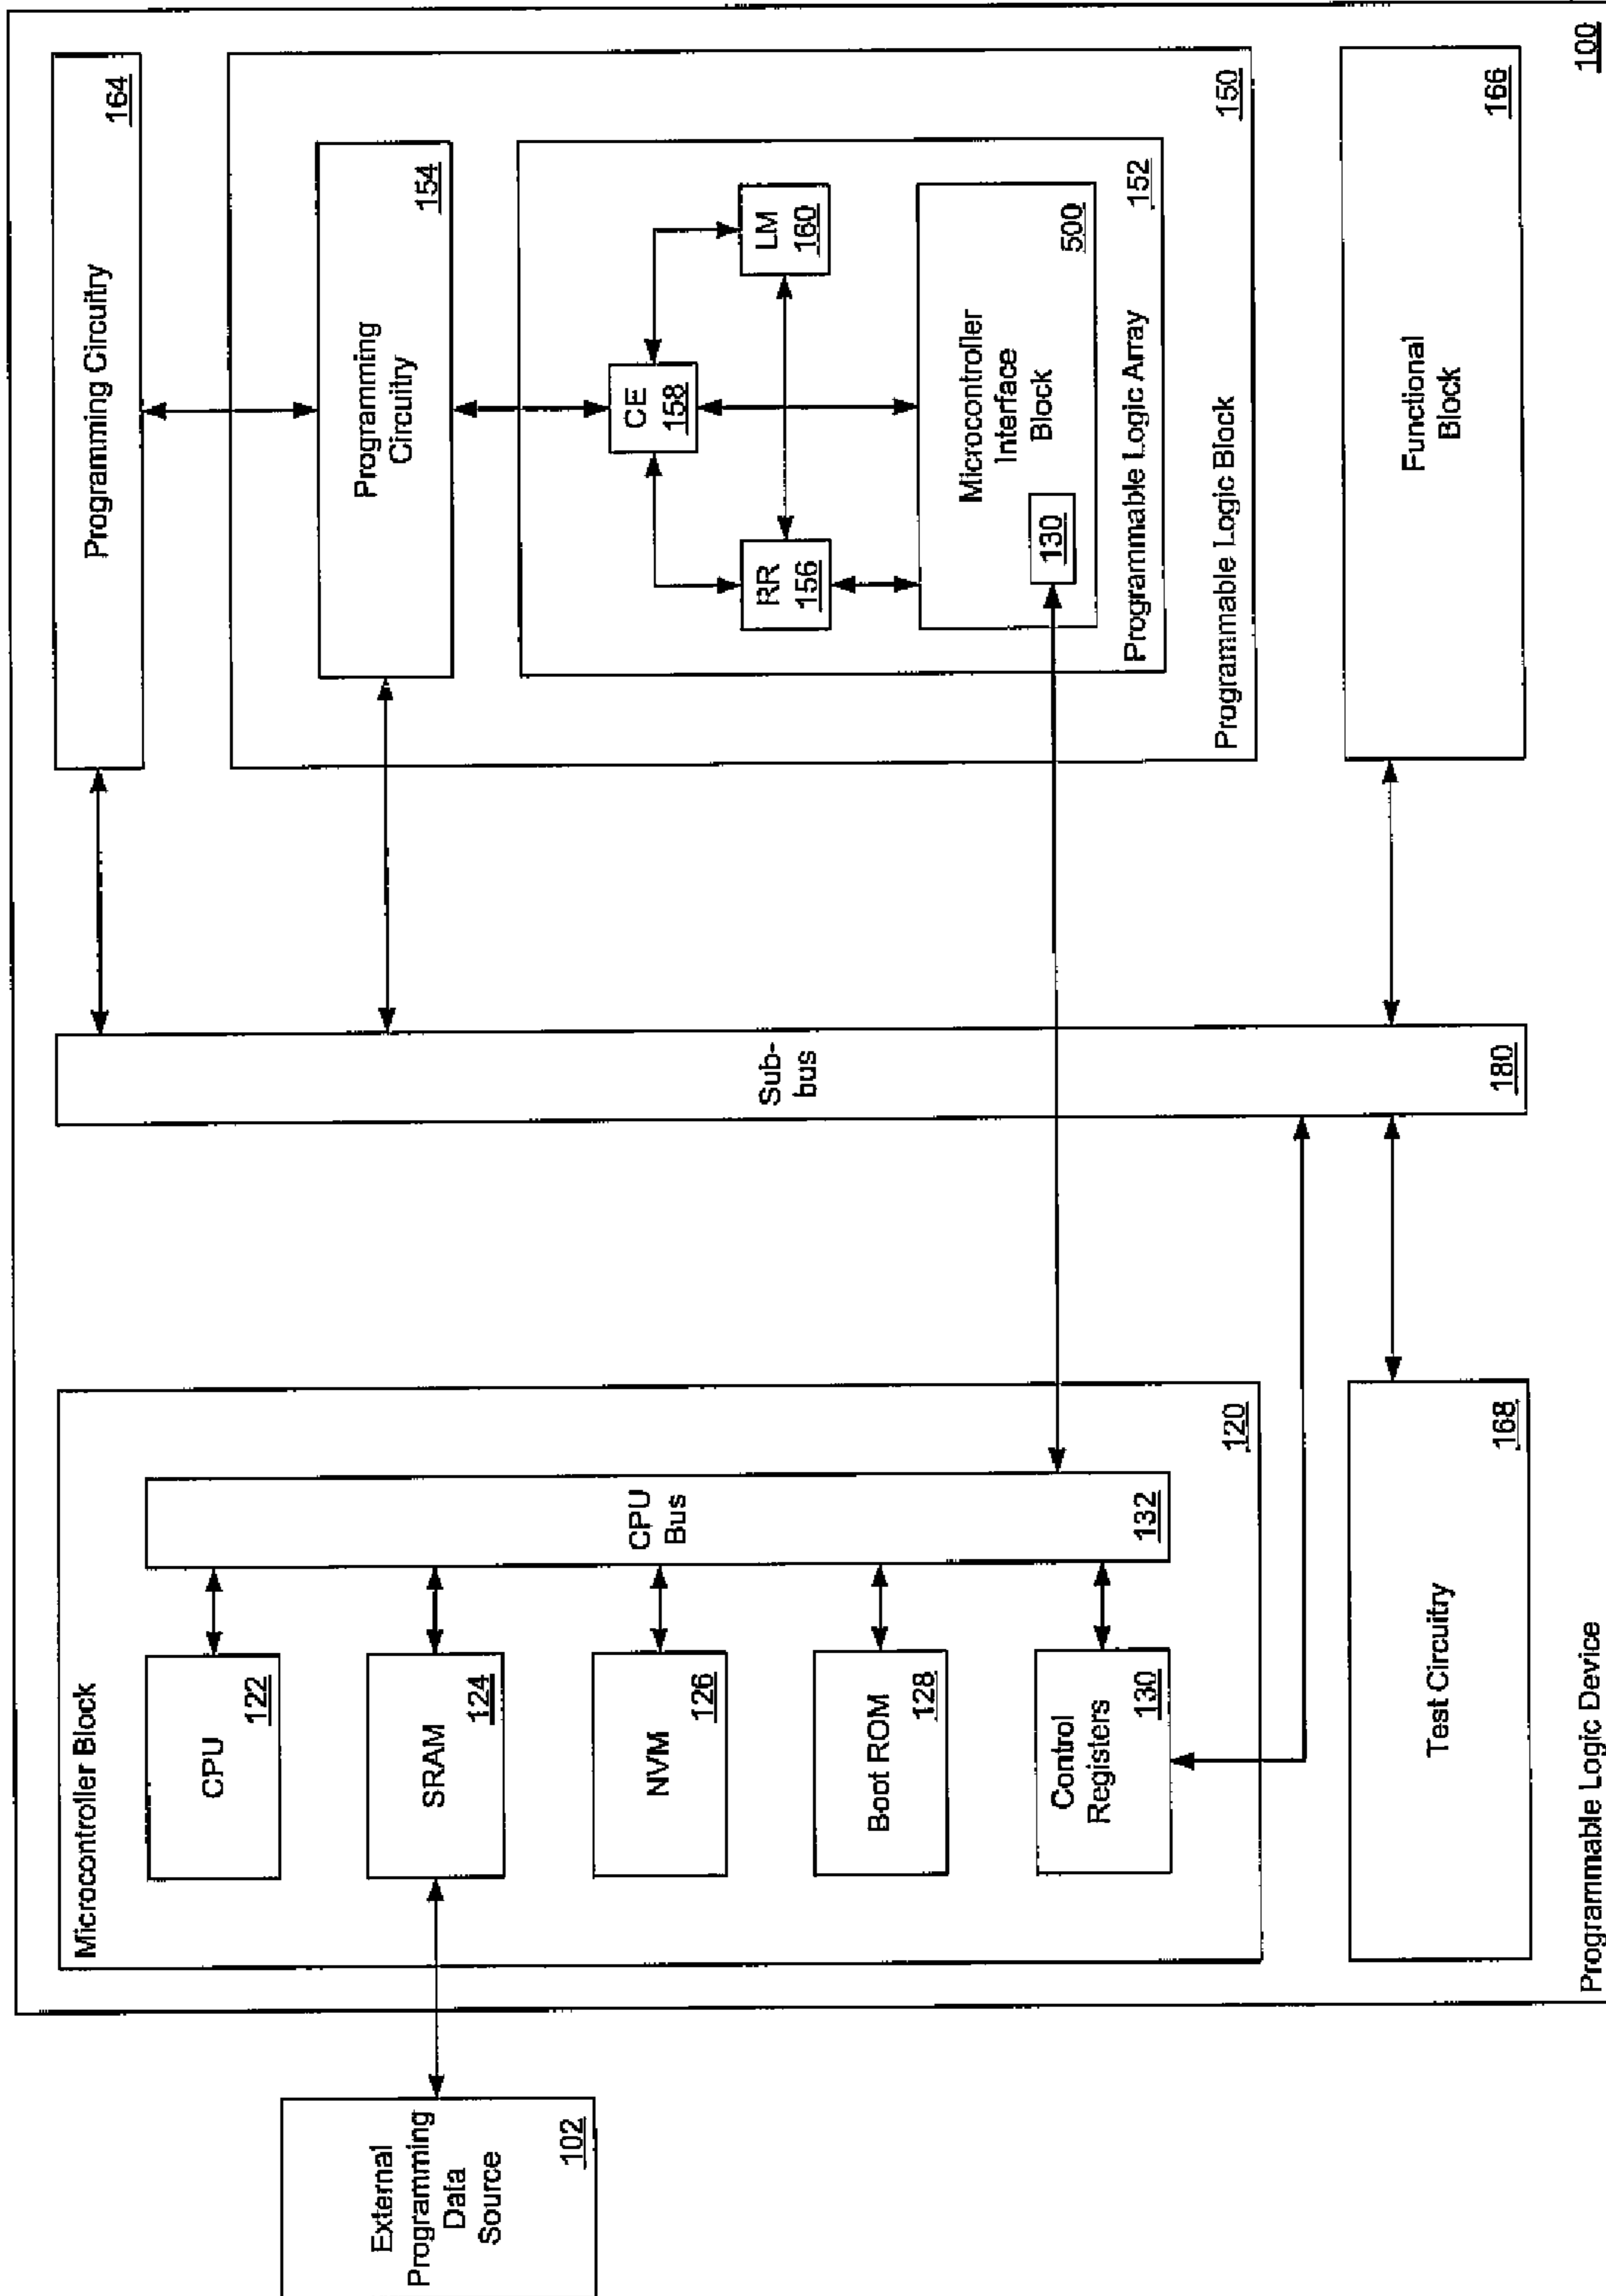 External
Programming
Data
Source
102
Microcontroller Block
CPU
122
SRAM
124
NVM
126
Boot ROM
128
Control
Registers
130
CPU
Bus
132
120
Test Circuitry
168
Sub-
bus
180
Programming Circuitry
164
Programming
Circuitry
154
CE
158
RR
156
LM
160
Microcontroller
Interface
Block
500
130
Programmable Logic Array
152
Programmable Logic Block
150
Functional
Block
166
Programmable Logic Device
100